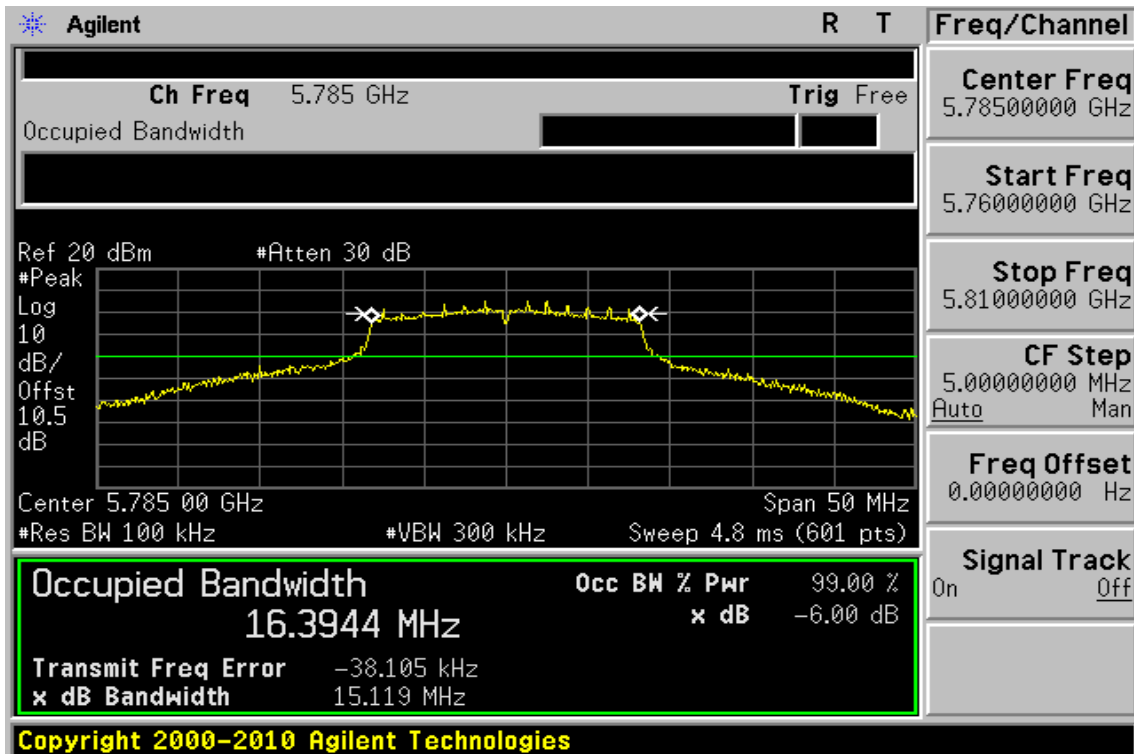 Agilent R T
Ch Freq 5.785 GHz Trig Free
Occupied Bandwidth
Ref 20 dBm #Atten 30 dB
#Peak
Log
10
dB/
Offst
10.5
dB
Center 5.785 00 GHz Span 50 MHz
#Res BW 100 kHz #VBW 300 kHz Sweep 4.8 ms (601 pts)
Occupied Bandwidth Occ BW % Pwr 99.00 %
16.3944 MHz x dB -6.00 dB
Transmit Freq Error -38.105 kHz
x dB Bandwidth 15.119 MHz
Copyright 2000-2010 Agilent Technologies
Freq/Channel
Center Freq
5.78500000 GHz
Start Freq
5.76000000 GHz
Stop Freq
5.81000000 GHz
CF Step
5.00000000 MHz
Auto Man
Freq Offset
0.00000000 Hz
Signal Track
On Off